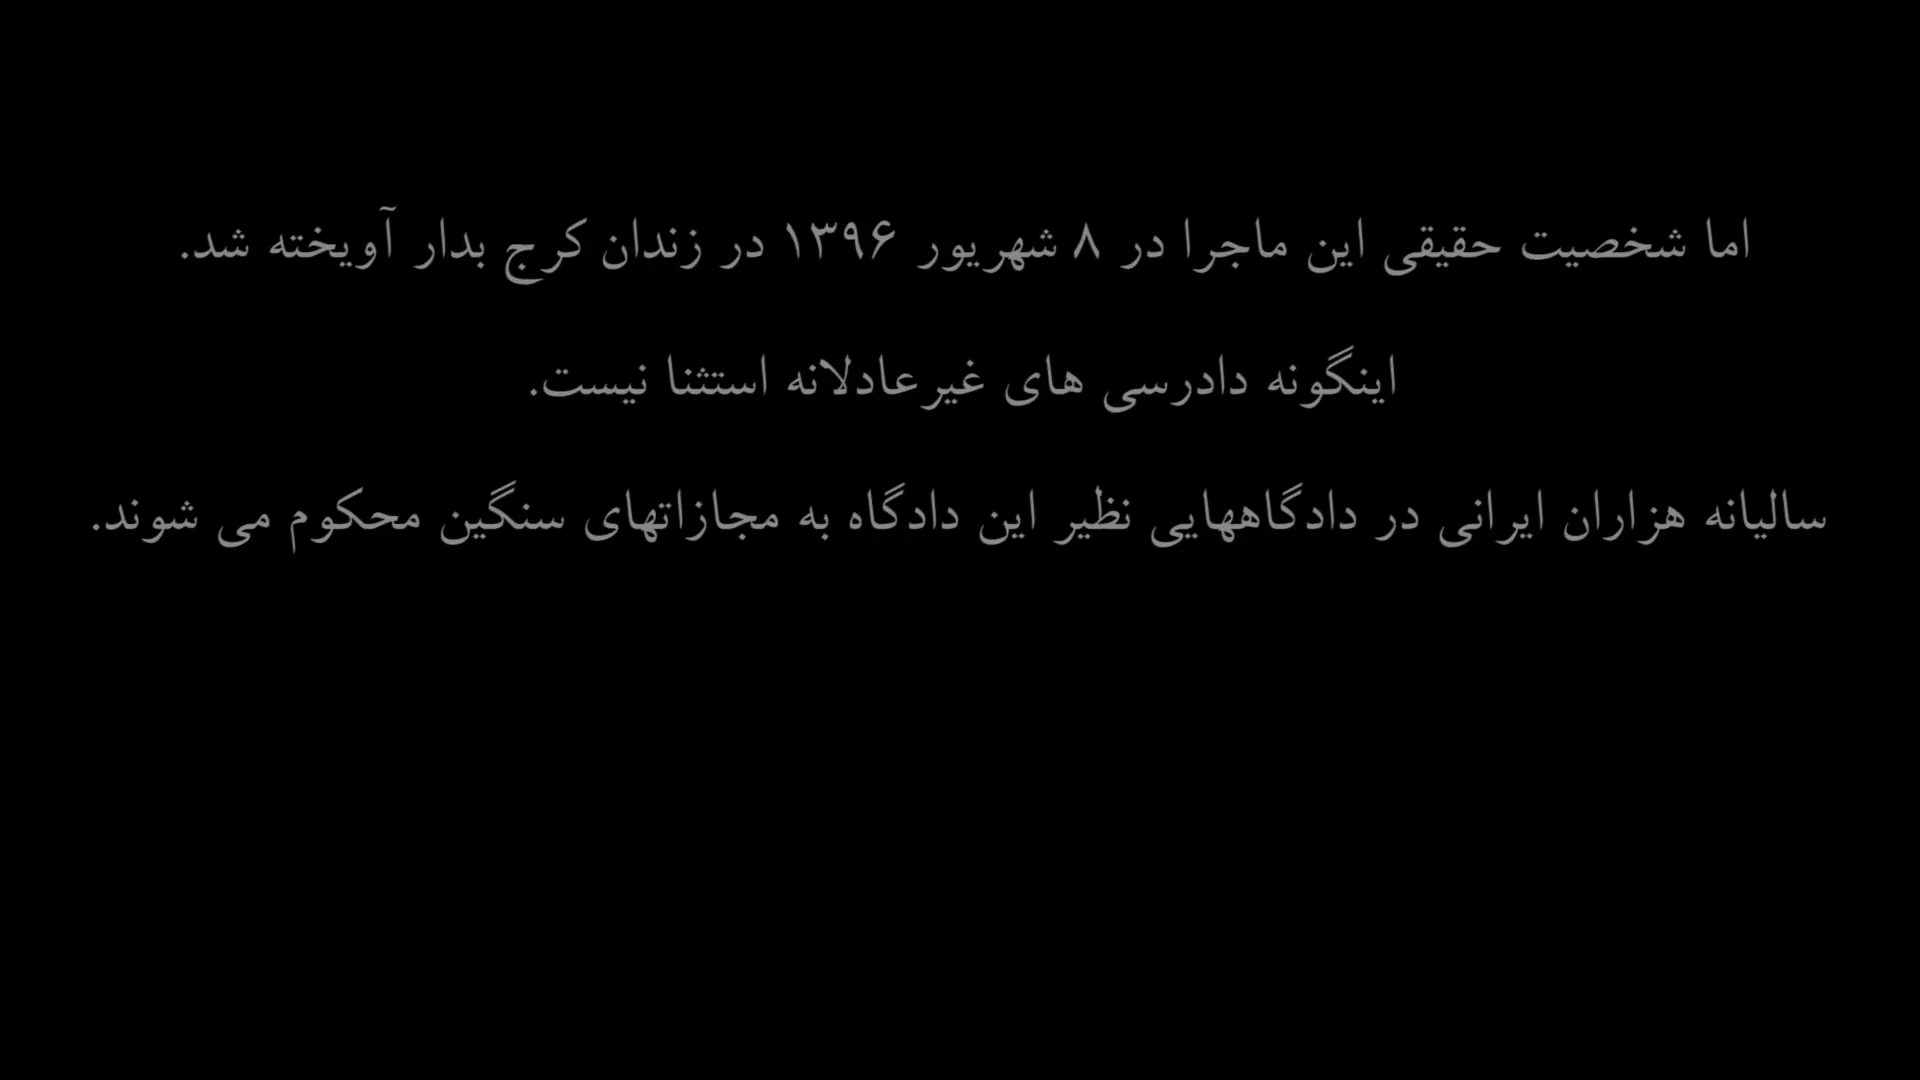 اما شخصیت حقیقی این ماجرا در ۸ شهریور ۱۳۹۶ در زندان کرج بدار آویخته شد.
اینگونه دادرسی های غیرعادلانه استثنا نیست.
سالیانه هزاران ایرانی در دادگاههایی نظیر این دادگاه به مجازاتهای سنگین محکوم می شوند.